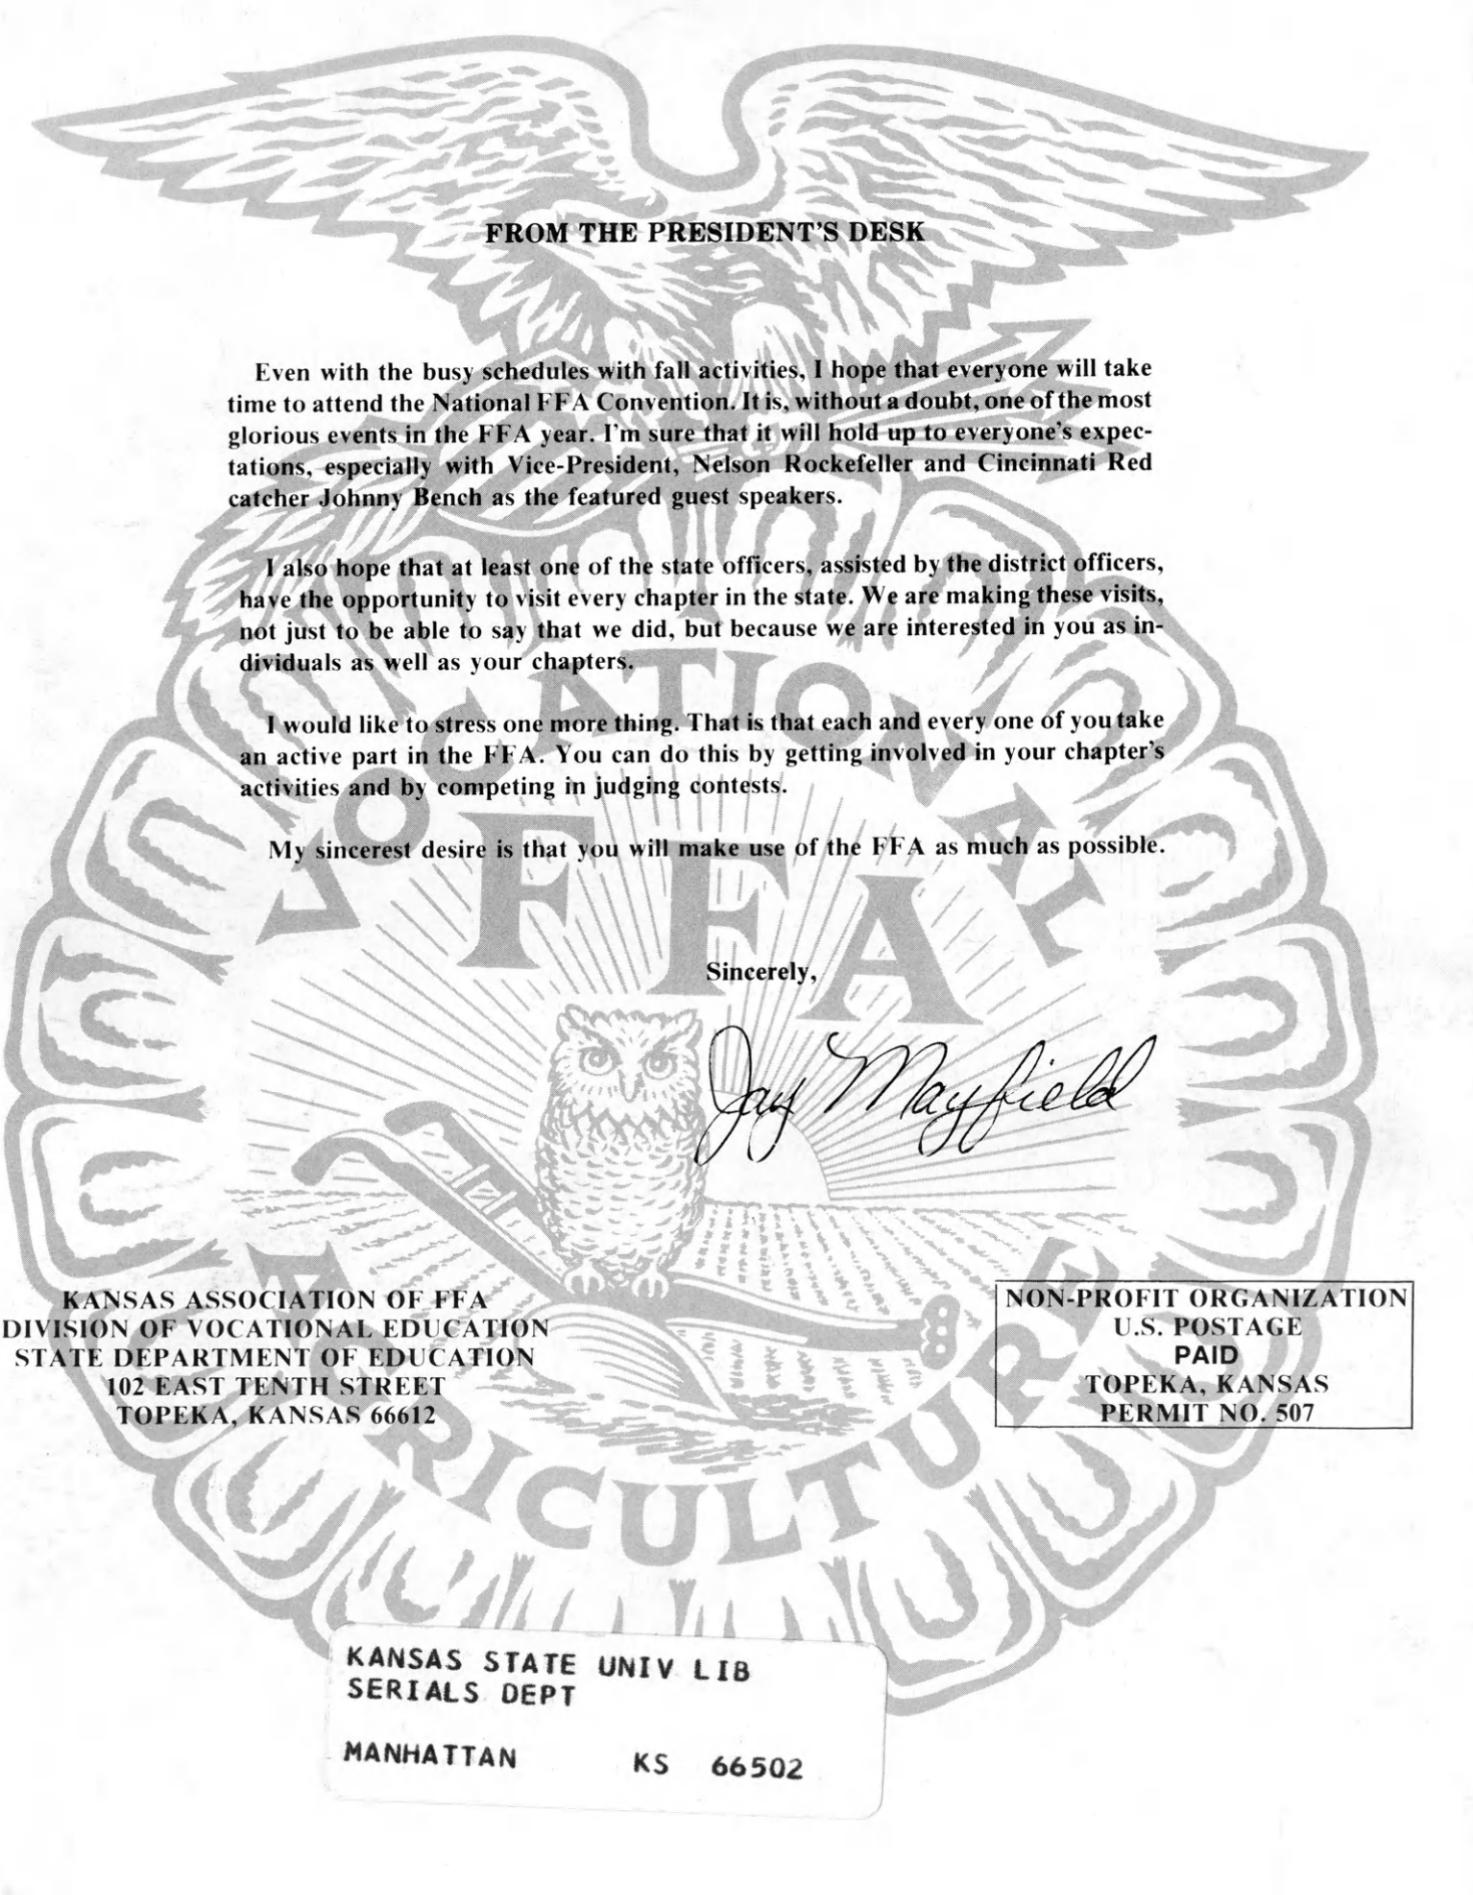 FROM THE PRESIDENT'S DESK
Even with the busy schedules with fall activities, I hope that everyone will take
time to attend the National FFA Convention. It is, without a doubt, one of the most
glorious events in the FFA year. I'm sure that it will hold up to everyone's expec-
tations, especially with Vice-President, Nelson Rockefeller and Cincinnati Red
catcher Johnny Bench as the featured guest speakers.
I also hope that at least one of the state officers, assisted by the district officers,
have the opportunity to visit every chapter in the state. We are making these visits,
not just to be able to say that we did, but because we are interested in you as in-
dividuals as well as your chapters.
I would like to stress one more thing. That is that each and every one of you take
an active part in the FFA. You can do this by getting involved in your chapter's
activities and by competing in judging contests.
My sincerest desire is that you will make use of the FFA as much as possible.
Sincerely,
Jay Mayfield
VOCATIONAL
FFA
AGRICULTURE
KANSAS ASSOCIATION OF FFA
DIVISION OF VOCATIONAL EDUCATION
STATE DEPARTMENT OF EDUCATION
102 EAST TENTH STREET
TOPEKA, KANSAS 66612
NON-PROFIT ORGANIZATION
U.S. POSTAGE
PAID
TOPEKA, KANSAS
PERMIT NO. 507
KANSAS STATE UNIV LIB
SERIALS DEPT
MANHATTAN KS 66502